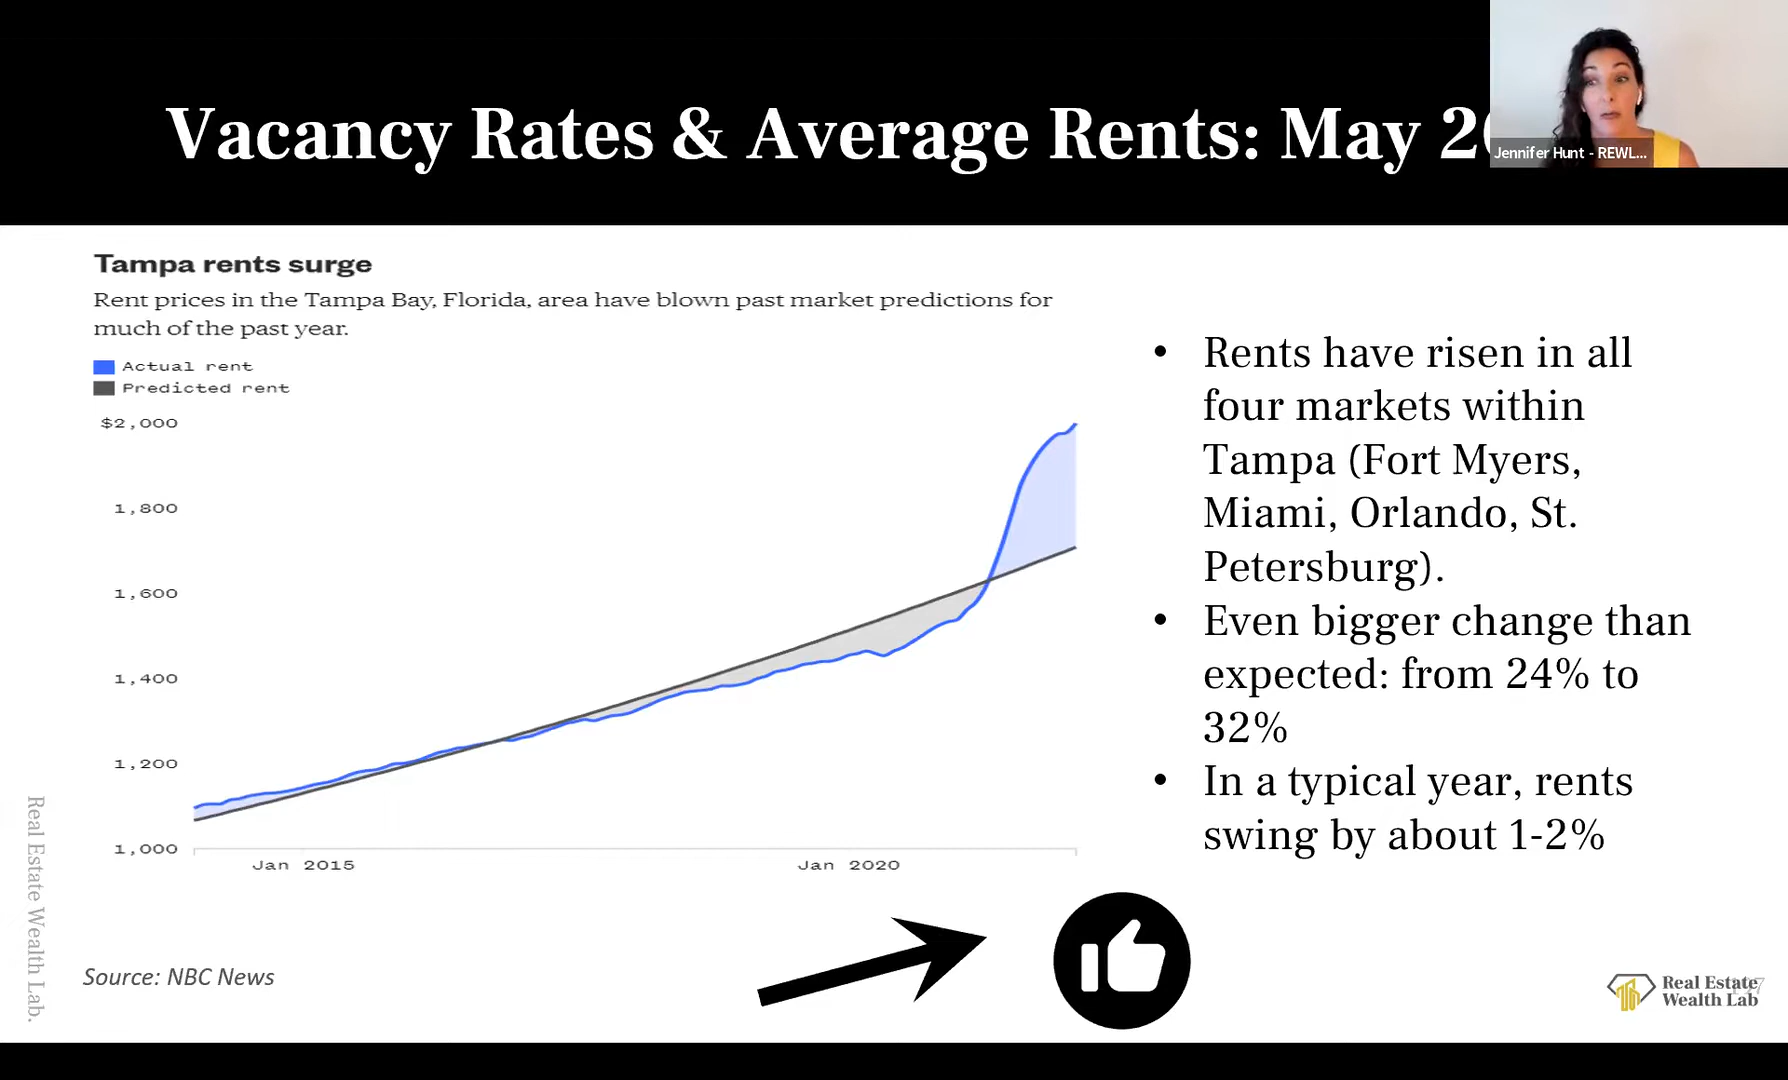 Vacancy Rates & Average Rents: May
Jennifer Hunt - REWL...
Tampa rents surge
Rent prices in the Tampa Bay, Florida, area have blown past market predictions for
much of the past year.
Actual rent
Predicted rent
$2,000
1,800
1,600
1,400
1,200
1,000
Jan 2015
Jan 2020
• Rents have risen in all
four markets within
Tampa (Fort Myers,
Miami, Orlando, St.
Petersburg).
• Even bigger change than
expected: from 24% to
32%
• In a typical year, rents
swing by about 1-2%
Real Estate Wealth Lab.
Source: NBC News
Real Estate
Wealth Lab